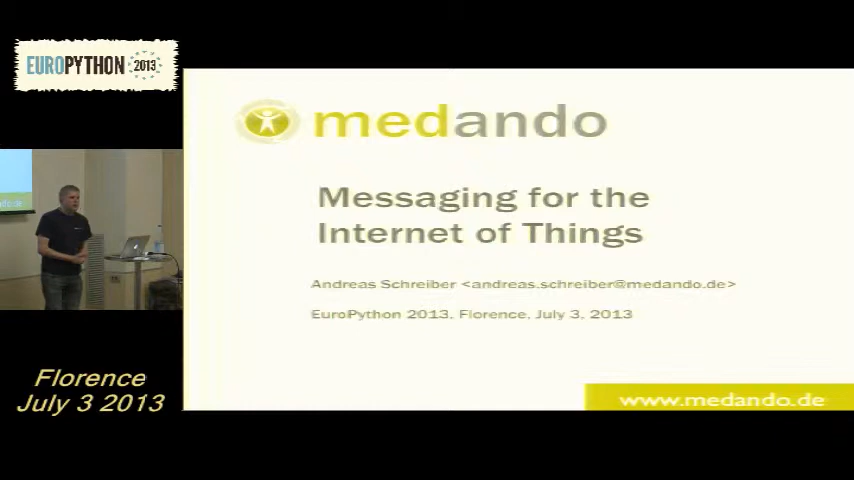 EUROPYTHON 2013
medando
Messaging for the
Internet of Things
Andreas Schreiber <andreas.schreiber@medando.de>
EuroPython 2013, Florence, July 3, 2013
www.medando.de
Florence
July 3 2013